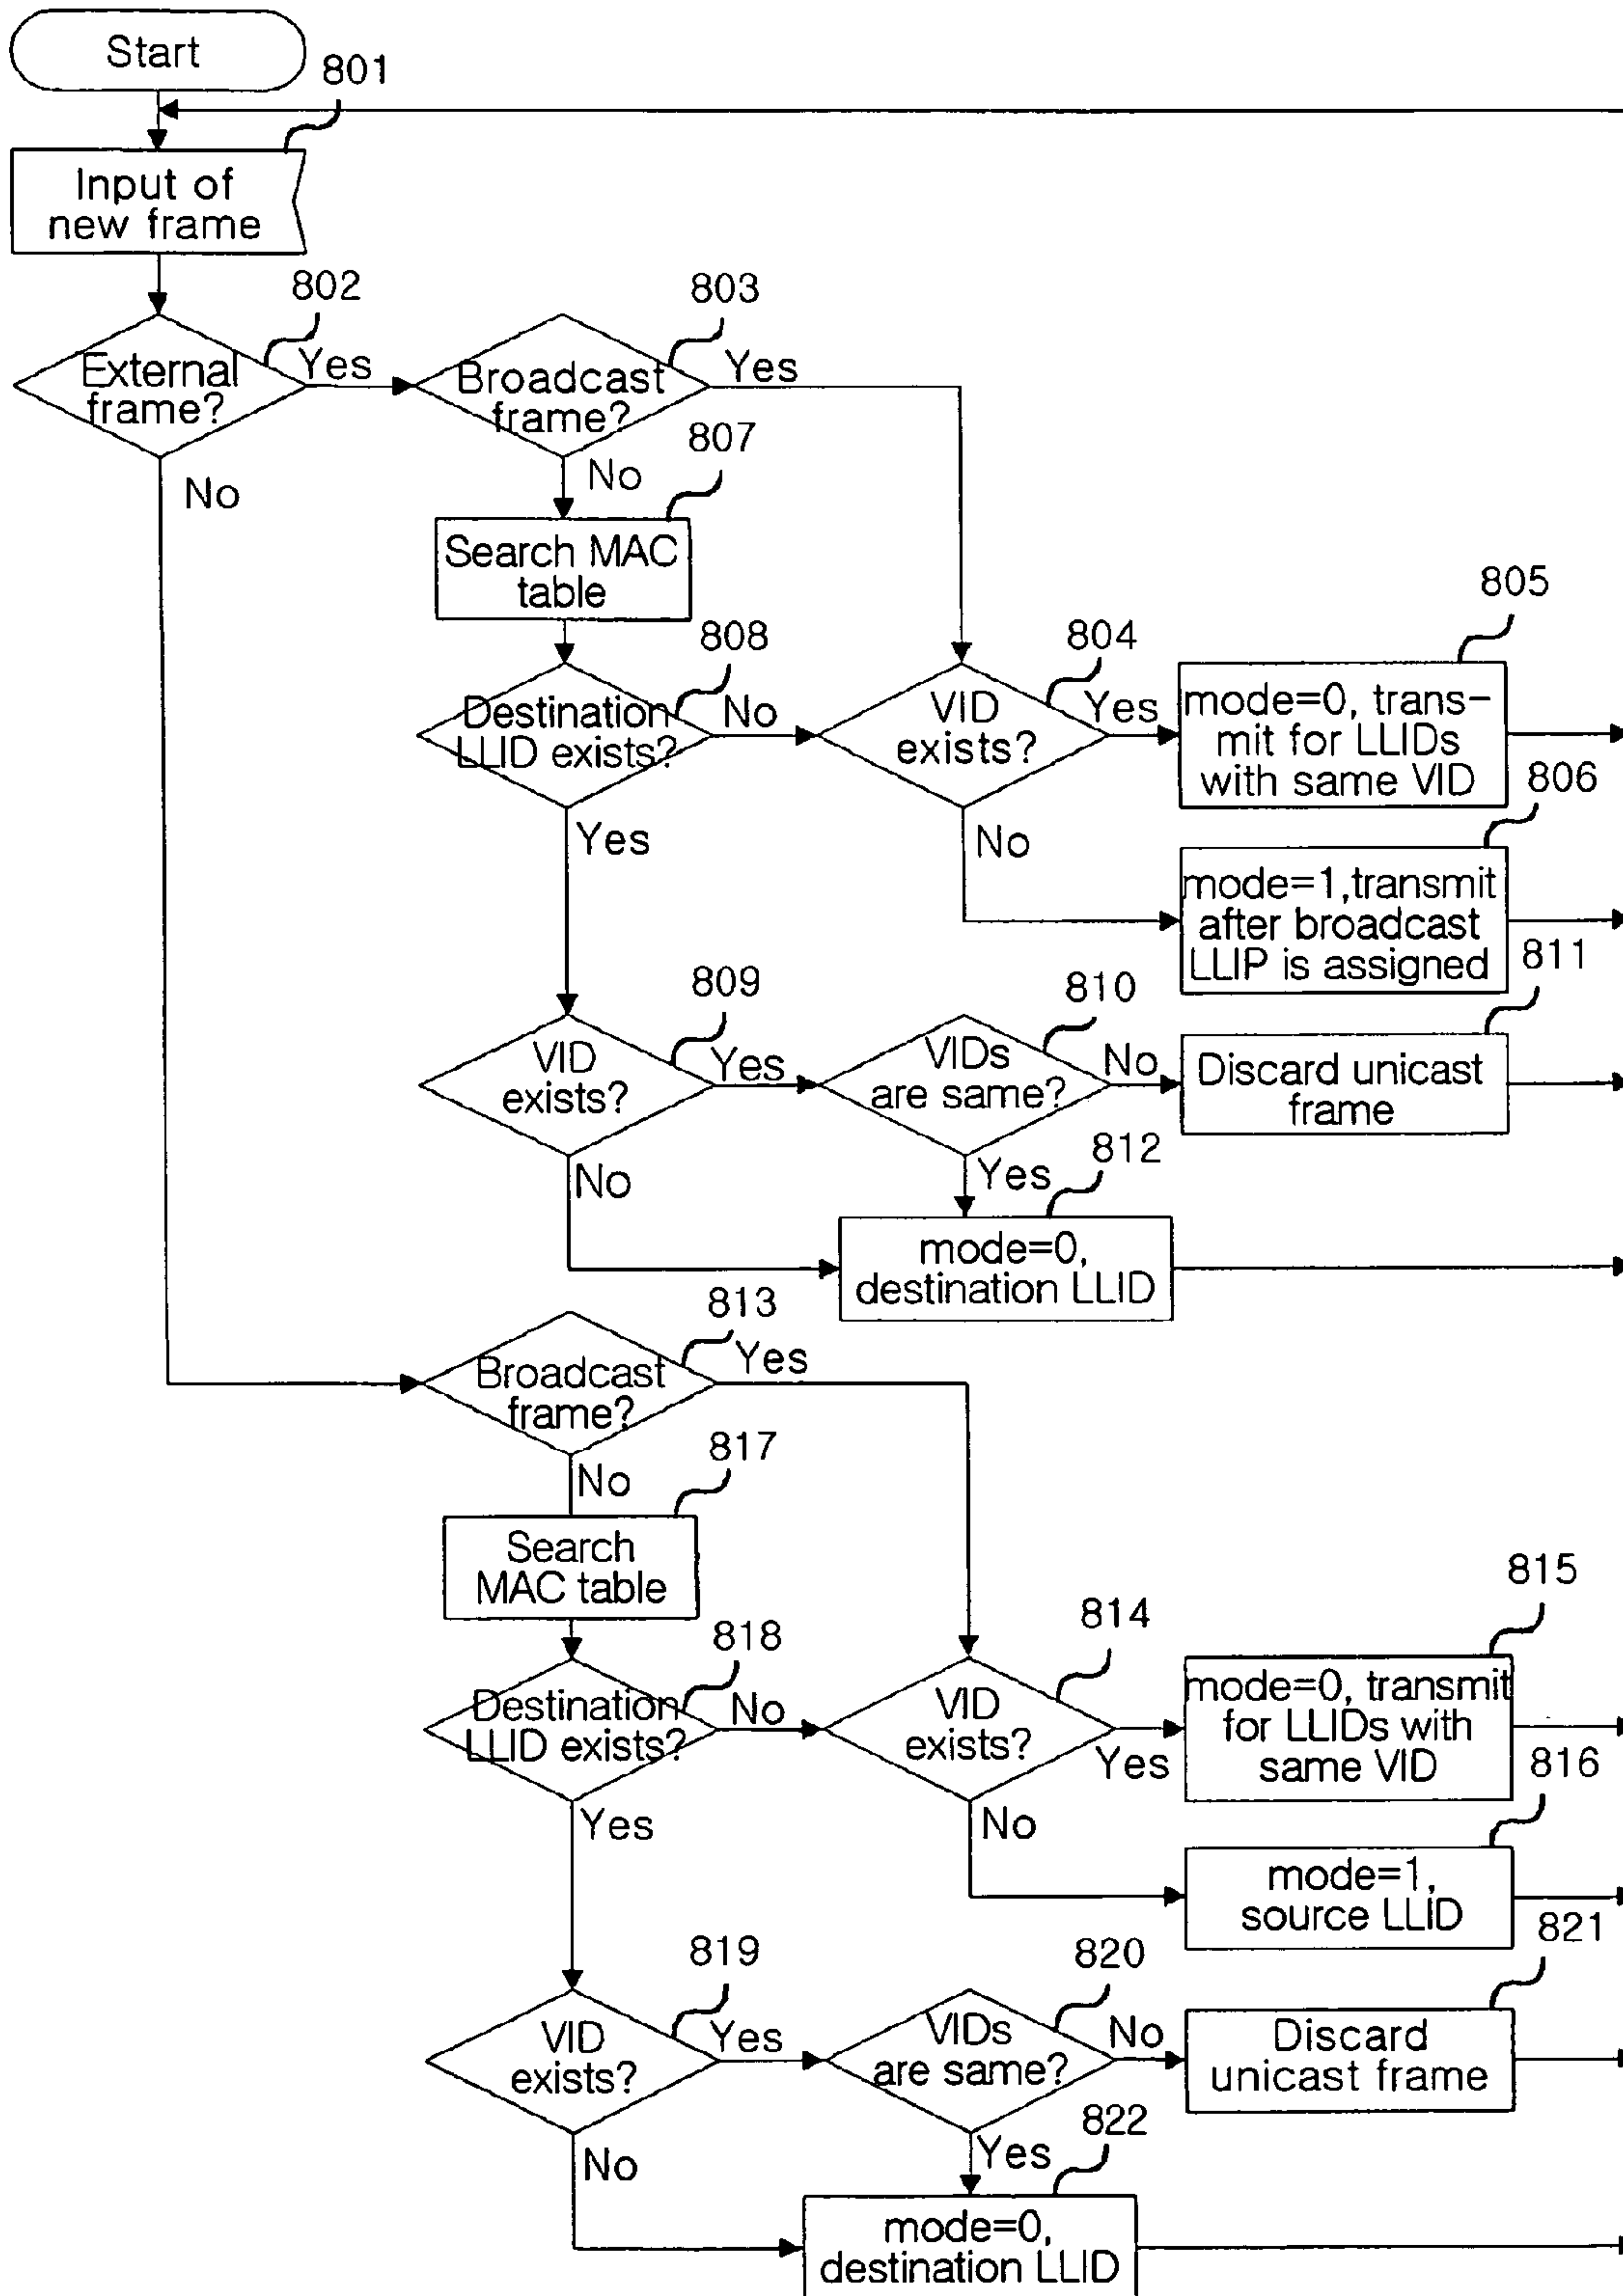 Start
801
Input of
new frame
802
External
frame?
Yes
No
803
Broadcast
frame?
Yes
No
807
Search MAC
table
808
Destination
LLID exists?
No
Yes
804
VID
exists?
Yes
No
805
mode=0, trans-
mit for LLIDs
with same VID
806
mode=1,transmit
after broadcast
LLIP is assigned
809
VID
exists?
Yes
No
810
VIDs
are same?
No
Yes
811
Discard unicast
frame
812
mode=0,
destination LLID
813
Broadcast
frame?
Yes
No
817
Search
MAC table
818
Destination
LLID exists?
No
Yes
814
VID
exists?
Yes
No
815
mode=0, transmit
for LLIDs with
same VID
816
mode=1,
source LLID
819
VID
exists?
Yes
No
820
VIDs
are same?
No
Yes
821
Discard
unicast frame
822
mode=0,
destination LLID